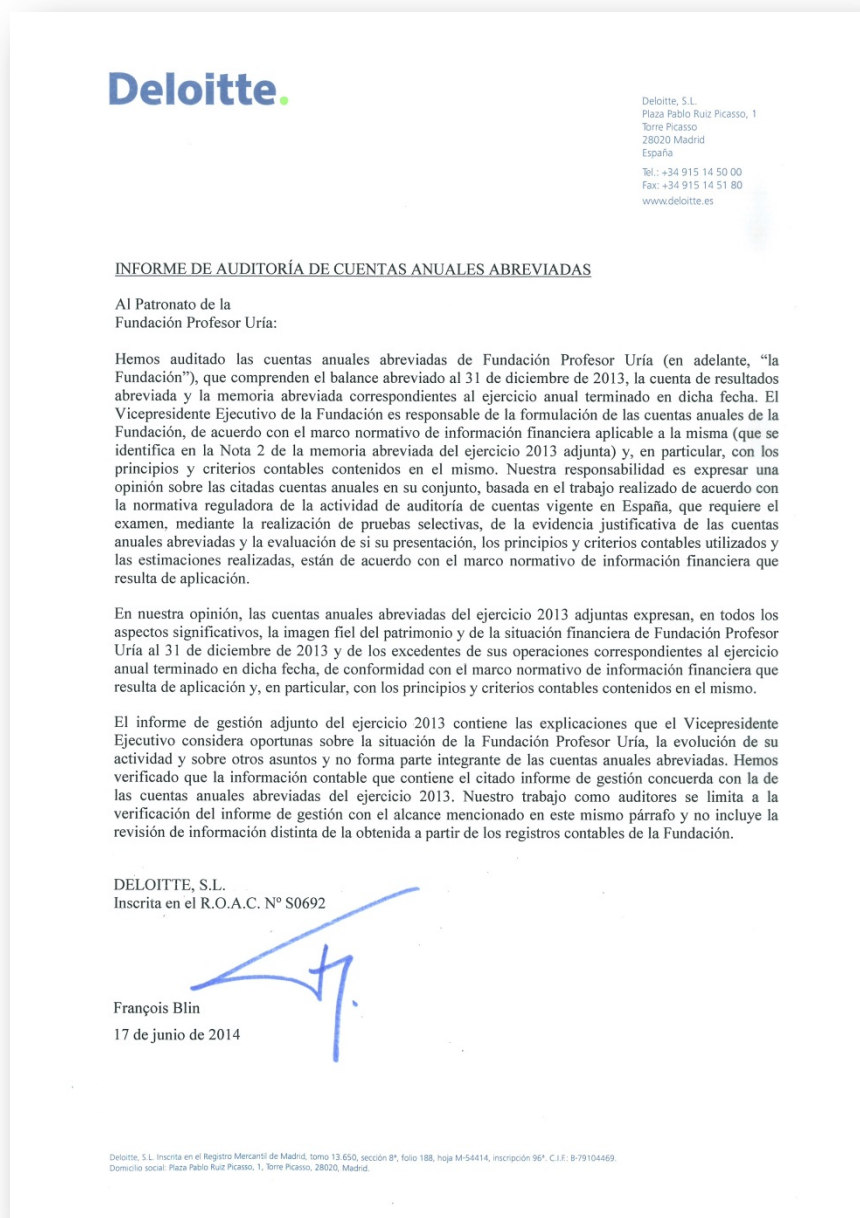 Deloitte.
Deloitte, S.L.
Plaza Pablo Ruiz Picasso, 1
Torre Picasso
28020 Madrid
España
Tel.: +34 915 14 50 00
Fax: +34 915 14 51 80
www.deloitte.es
INFORME DE AUDITORÍA DE CUENTAS ANUALES ABREVIADAS
Al Patronato de la
Fundación Profesor Uría:
Hemos auditado las cuentas anuales abreviadas de Fundación Profesor Uría (en adelante, “la
Fundación”), que comprenden el balance abreviado al 31 de diciembre de 2013, la cuenta de resultados
abreviada y la memoria abreviada correspondientes al ejercicio anual terminado en dicha fecha. El
Vicepresidente Ejecutivo de la Fundación es responsable de la formulación de las cuentas anuales de la
Fundación, de acuerdo con el marco normativo de información financiera aplicable a la misma (que se
identifica en la Nota 2 de la memoria abreviada del ejercicio 2013 adjunta) y, en particular, con los
principios y criterios contables contenidos en el mismo. Nuestra responsabilidad es expresar una
opinión sobre las citadas cuentas anuales en su conjunto, basada en el trabajo realizado de acuerdo con
la normativa reguladora de la actividad de auditoría de cuentas vigente en España, que requiere el
examen, mediante la realización de pruebas selectivas, de la evidencia justificativa de las cuentas
anuales abreviadas y la evaluación de si su presentación, los principios y criterios contables utilizados y
las estimaciones realizadas, están de acuerdo con el marco normativo de información financiera que
resulta de aplicación.
En nuestra opinión, las cuentas anuales abreviadas del ejercicio 2013 adjuntas expresan, en todos los
aspectos significativos, la imagen fiel del patrimonio y de la situación financiera de Fundación Profesor
Uría al 31 de diciembre de 2013 y de los excedentes de sus operaciones correspondientes al ejercicio
anual terminado en dicha fecha, de conformidad con el marco normativo de información financiera que
resulta de aplicación y, en particular, con los principios y criterios contables contenidos en el mismo.
El informe de gestión adjunto del ejercicio 2013 contiene las explicaciones que el Vicepresidente
Ejecutivo considera oportunas sobre la situación de la Fundación Profesor Uría, la evolución de su
actividad y sobre otros asuntos y no forma parte integrante de las cuentas anuales abreviadas. Hemos
verificado que la información contable que contiene el citado informe de gestión concuerda con la de
las cuentas anuales abreviadas del ejercicio 2013. Nuestro trabajo como auditores se limita a la
verificación del informe de gestión con el alcance mencionado en este mismo párrafo y no incluye la
revisión de información distinta de la obtenida a partir de los registros contables de la Fundación.
DELOITTE, S.L.
Inscrita en el R.O.A.C. Nº S0692
François Blin
17 de junio de 2014
Deloitte, S.L. Inscrita en el Registro Mercantil de Madrid, tomo 13.650, sección 8ª, folio 188, hoja M-54414, inscripción 96ª. C.I.F.: B-79104469.
Domicilio social: Plaza Pablo Ruiz Picasso, 1, Torre Picasso, 28020, Madrid.